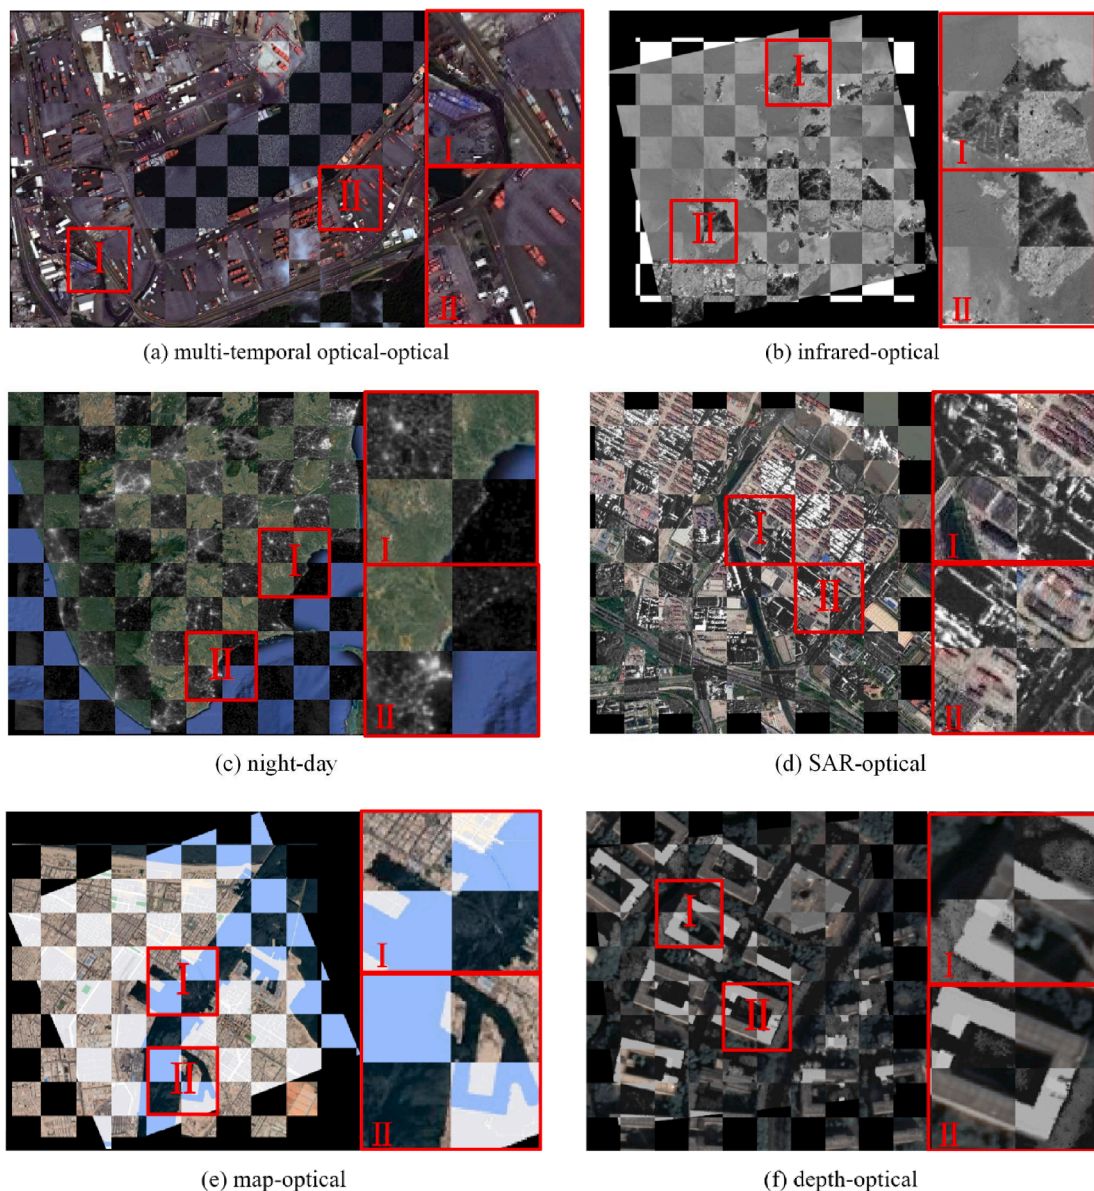 I
II
I
II
I
II
I
II
(a) multi-temporal optical-optical
(b) infrared-optical
I
II
I
II
I
II
I
II
(c) night-day
(d) SAR-optical
I
II
I
II
I
II
I
II
(e) map-optical
(f) depth-optical